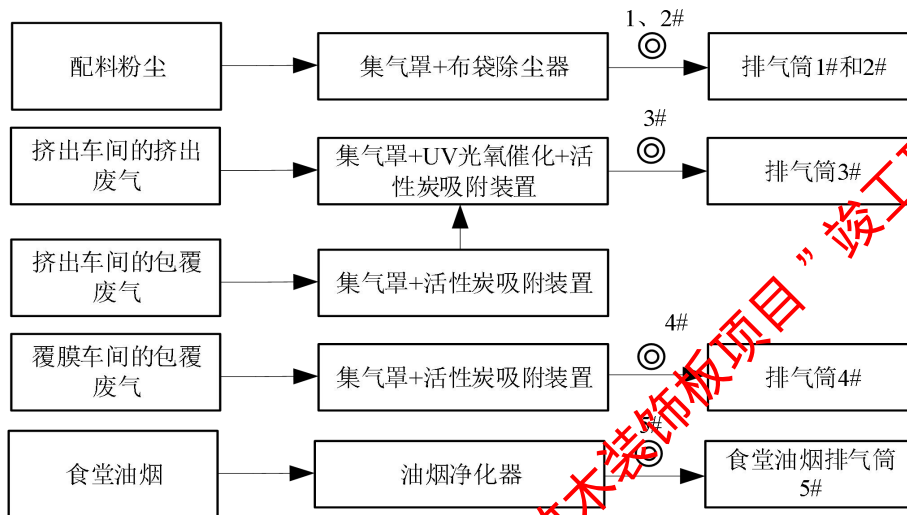 1、2#
配料粉尘
集气罩+布袋除尘器
排气筒1#和2#
3#
挤出车间的挤出
废气
集气罩+UV光氧催化+活
性炭吸附装置
排气筒3#
挤出车间的包覆
废气
集气罩+活性炭吸附装置
4#
覆膜车间的包覆
废气
集气罩+活性炭吸附装置
排气筒4#
5#
食堂油烟
油烟净化器
食堂油烟排气筒
5#
木装饰板项目”竣工